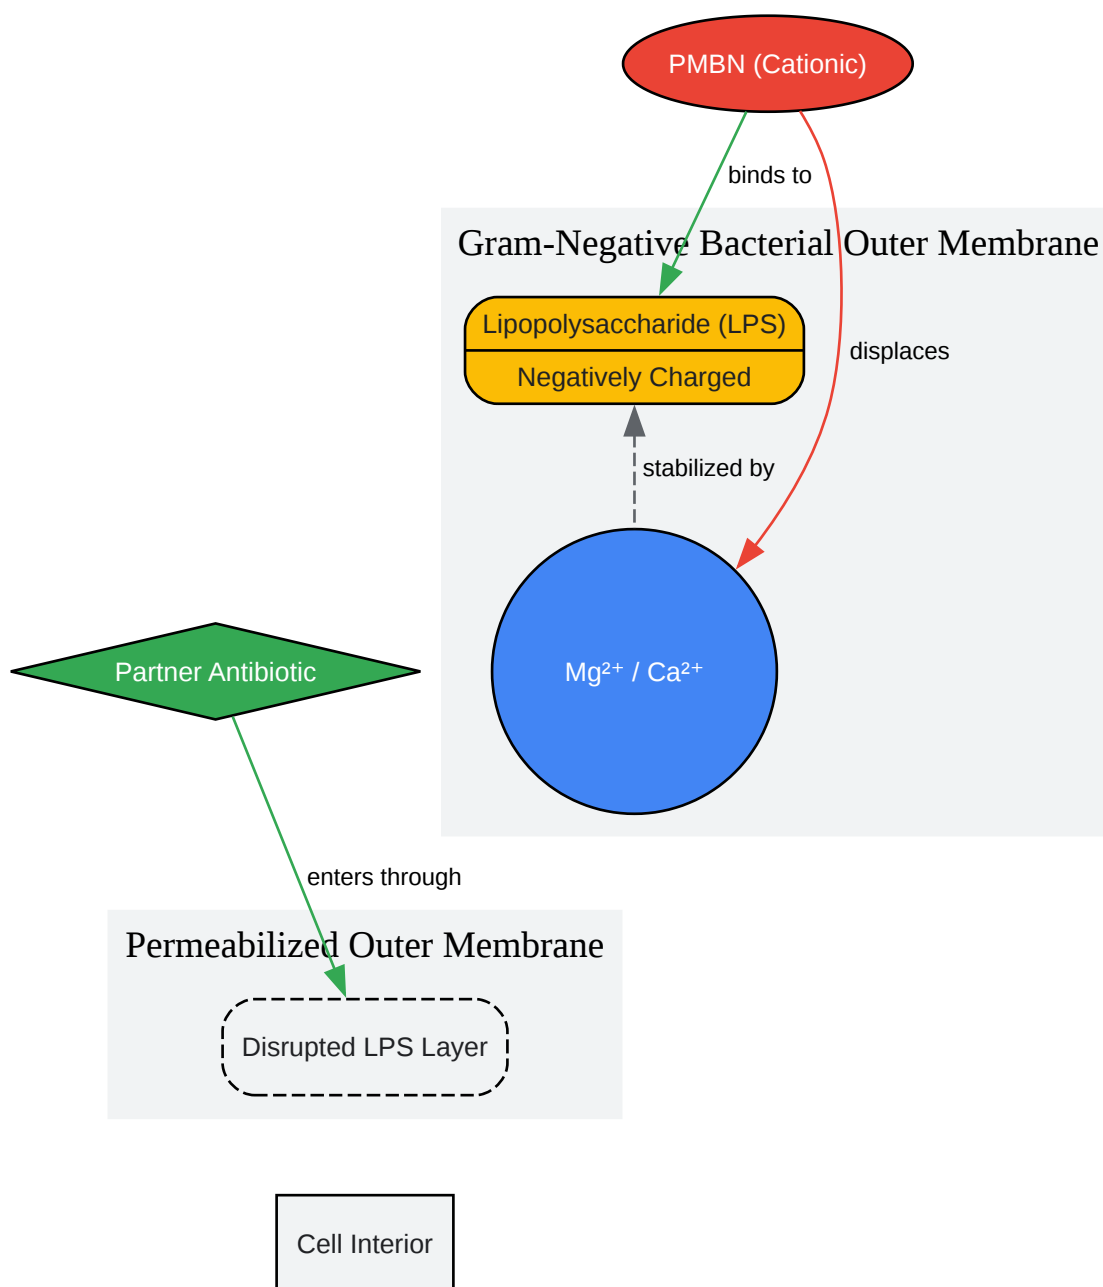 PMBN (Cationic)
binds to
Gram-Negative Bacterial Outer Membrane
Lipopolysaccharide (LPS)
Negatively Charged
displaces
stabilized by
Mg²⁺ / Ca²⁺
Partner Antibiotic
enters through
Permeabilized Outer Membrane
Disrupted LPS Layer
Cell Interior